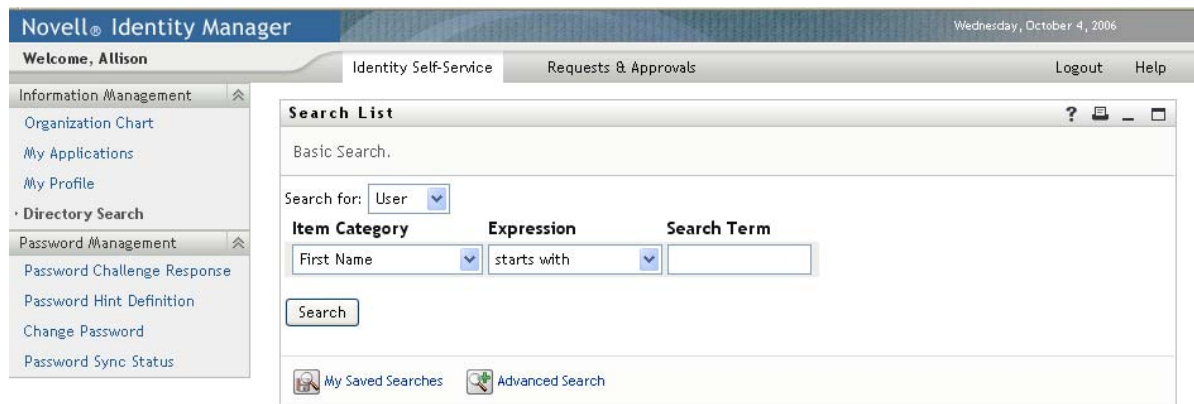 Novell® Identity Manager
Wednesday, October 4, 2006
Welcome, Allison
Identity Self-Service
Requests & Approvals
Logout
Help
Information Management
Organization Chart
My Applications
My Profile
· Directory Search
Password Management
Password Challenge Response
Password Hint Definition
Change Password
Password Sync Status
Search List
?
Basic Search.
Search for: User
Item Category Expression Search Term
First Name starts with
Search
My Saved Searches Advanced Search